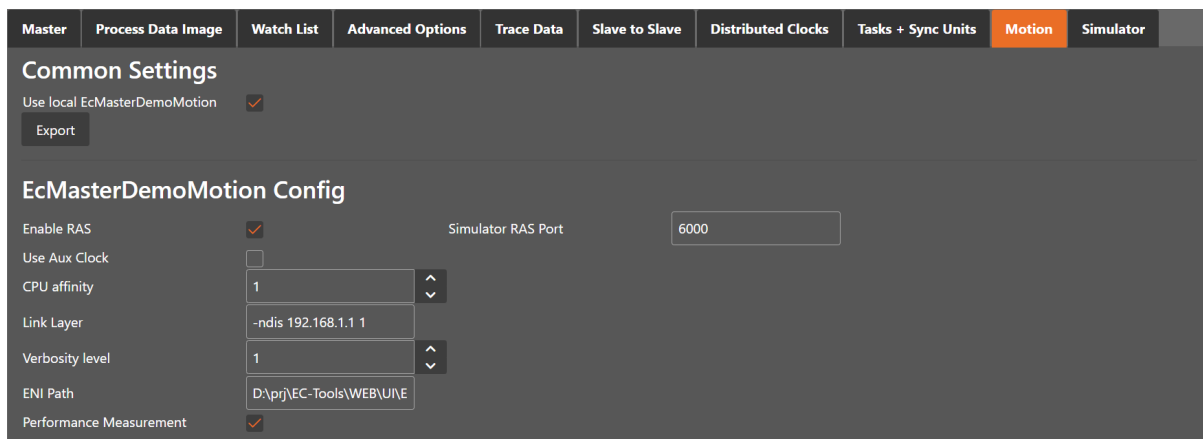 Master Process Data Image Watch List Advanced Options Trace Data Slave to Slave Distributed Clocks Tasks + Sync Units Motion Simulator
Common Settings
Use local EcMasterDemoMotion
Export
EcMasterDemoMotion Config
Enable RAS Simulator RAS Port 6000
Use Aux Clock
CPU affinity 1
Link Layer -ndis 192.168.1.1 1
Verbosity level 1
ENI Path D:\prj\EC-Tools\WEB\UI\E
Performance Measurement